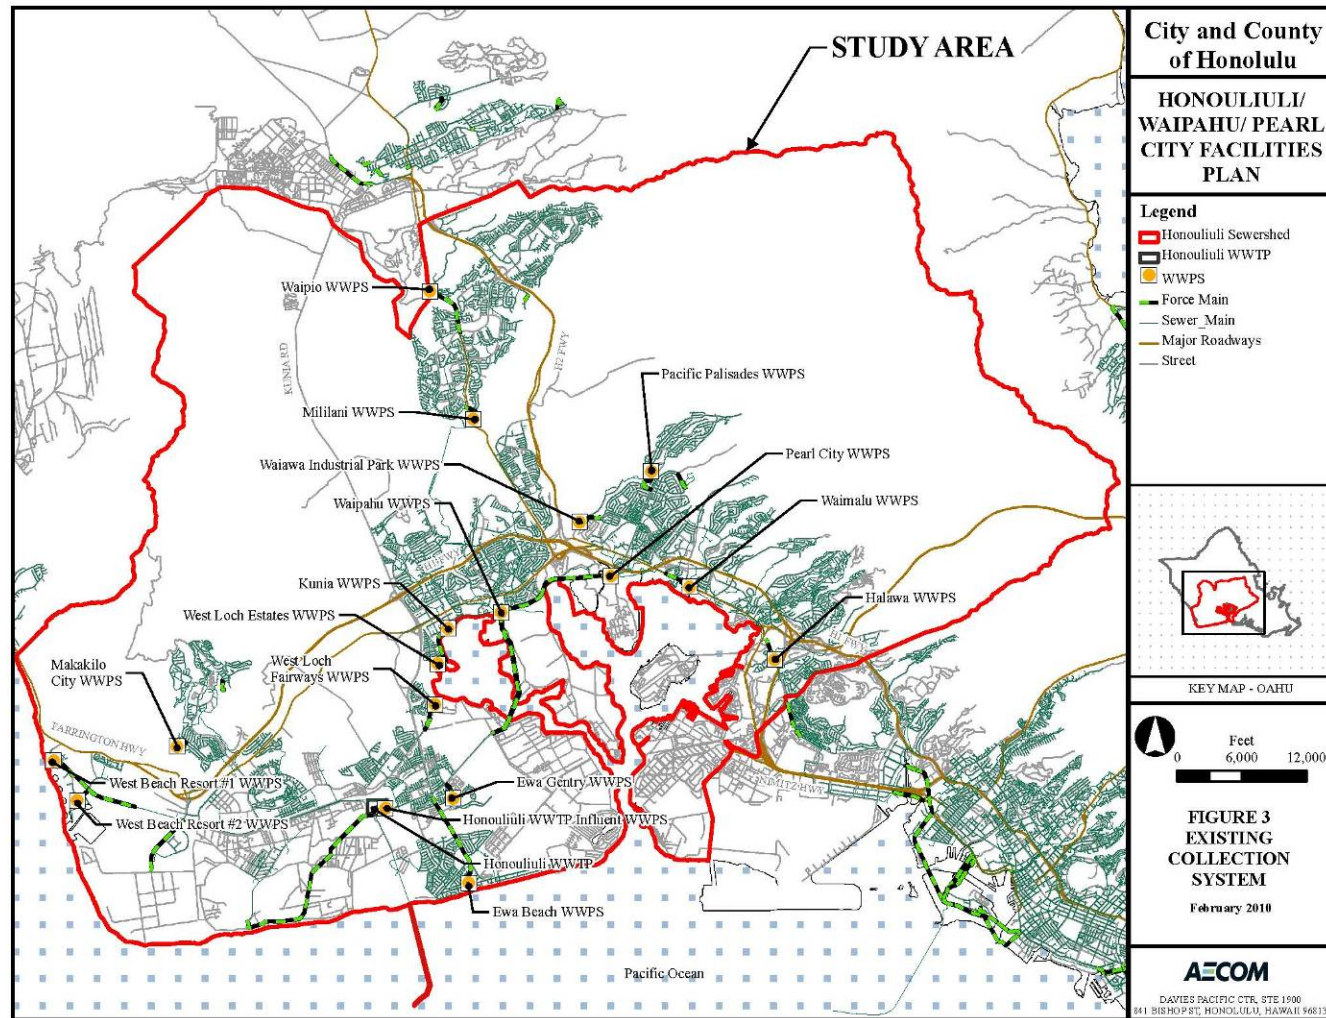 STUDY AREA
Waipio WWPS
KUNIA RD
H2 FWY
Pacific Palisades WWPS
Mililani WWPS
Waiawa Industrial Park WWPS
Pearl City WWPS
Waipahu WWPS
Waimalu WWPS
H1 FWY
Kunia WWPS
Halawa WWPS
West Loch Estates WWPS
H1 FWY
West Loch
Fairways WWPS
Makakilo
City WWPS
FARRINGTON HWY
West Beach Resort #1 WWPS
Ewa Gentry WWPS
NIMITZ HWY
West Beach Resort #2 WWPS
Honouliuli WWTP Influent WWPS
Honouliuli WWTP
Ewa Beach WWPS
Pacific Ocean
City and County
of Honolulu
HONOULIULI/
WAIPAHU/ PEARL
CITY FACILITIES
PLAN
Legend
Honouliuli Sewershed
Honouliuli WWTP
WWPS
Force Main
Sewer_Main
Major Roadways
Street
KEY MAP - OAHU
Feet
0 6,000 12,000
FIGURE 3
EXISTING
COLLECTION
SYSTEM
February 2010
AECOM
DAVIES PACIFIC CTR, STE 1900
841 BISHOP ST, HONOLULU, HAWAII 96813